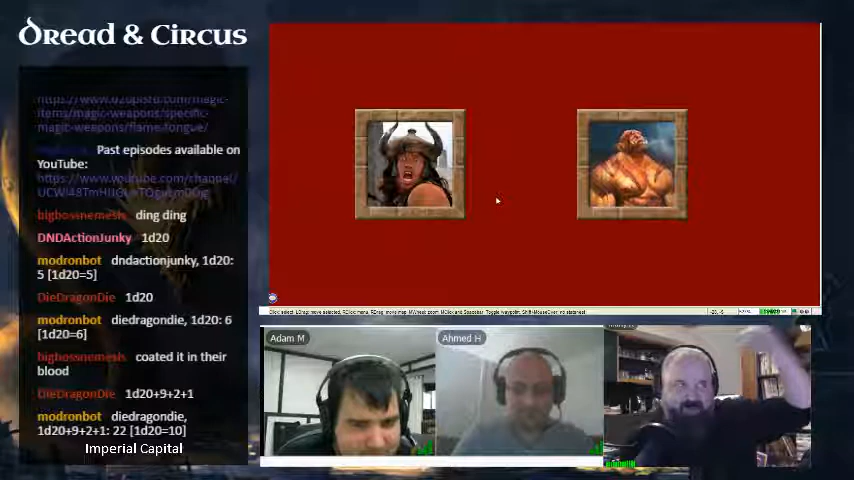 Dread & Circus
items/magic-weapons/specific-
magic-weapons/flame-tongue/
Past episodes available on
YouTube:
https://www.youtube.com/channel/
bigbossnemesis ding ding
DNDActionJunky 1d20
modronbot dndactionjunky, 1d20:
5 [1d20=5]
DieDragonDie 1d20
modronbot diedragondie, 1d20: 6
[1d20=6]
bigbossnemesis coated it in their
blood
DieDragonDie 1d20+9+2+1
modronbot diedragondie,
1d20+9+2+1: 22 [1d20=10]
Imperial Capital
Adam M
Ahmed H